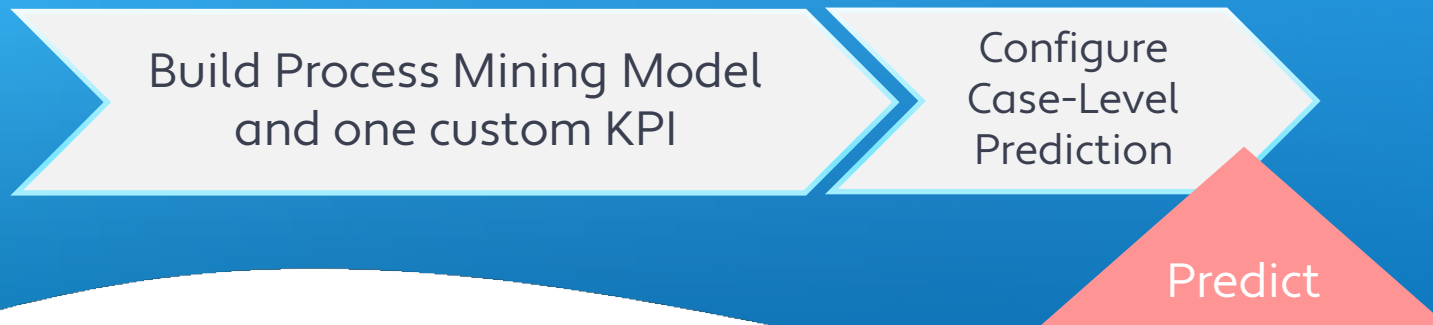 Build Process Mining Model
and one custom KPI
Configure
Case-Level
Prediction
Predict